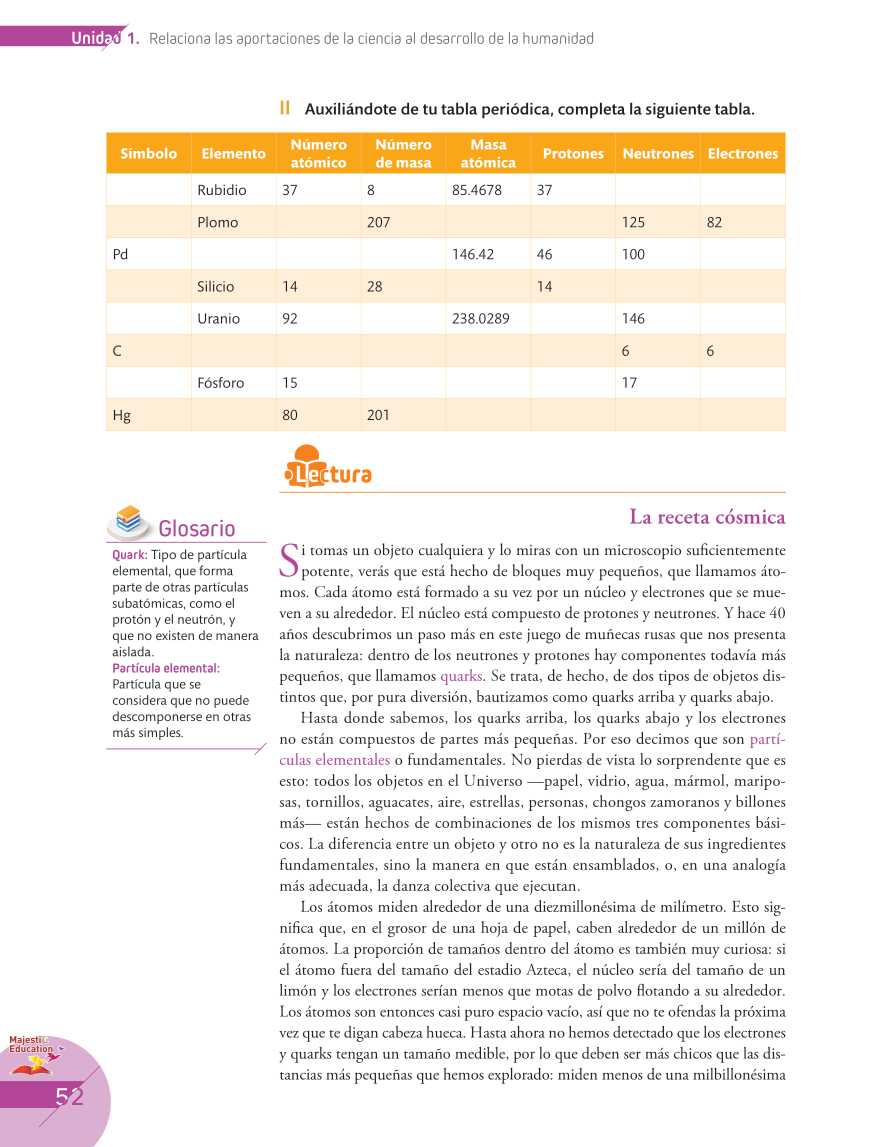 Unidad 1. Relaciona las aportaciones de la ciencia al desarrollo de la humanidad
II Auxiliándote de tu tabla periódica, completa la siguiente tabla.
Símbolo Elemento Número atómico Número de masa Masa atómica Protones Neutrones Electrones
Rubidio 37 8 85.4678 37
Plomo 207 125 82
Pd 146.42 46 100
Silicio 14 28 14
Uranio 92 238.0289 146
C 6 6
Fósforo 15 17
Hg 80 201
Lectura
La receta cósmica
Glosario
Quark: Tipo de partícula
elemental, que forma
parte de otras partículas
subatómicas, como el
protón y el neutrón, y
que no existen de manera
aislada.
Partícula elemental:
Partícula que se
considera que no puede
descomponerse en otras
más simples.
Si tomas un objeto cualquiera y lo miras con un microscopio suficientemente
potente, verás que está hecho de bloques muy pequeños, que llamamos áto-
mos. Cada átomo está formado a su vez por un núcleo y electrones que se mue-
ven a su alrededor. El núcleo está compuesto de protones y neutrones. Y hace 40
años descubrimos un paso más en este juego de muñecas rusas que nos presenta
la naturaleza: dentro de los neutrones y protones hay componentes todavía más
pequeños, que llamamos quarks. Se trata, de hecho, de dos tipos de objetos dis-
tintos que, por pura diversión, bautizamos como quarks arriba y quarks abajo.
Hasta donde sabemos, los quarks arriba, los quarks abajo y los electrones
no están compuestos de partes más pequeñas. Por eso decimos que son partí-
culas elementales o fundamentales. No pierdas de vista lo sorprendente que es
esto: todos los objetos en el Universo —papel, vidrio, agua, mármol, maripo-
sas, tornillos, aguacates, aire, estrellas, personas, chongos zamoranos y billones
más— están hechos de combinaciones de los mismos tres componentes bási-
cos. La diferencia entre un objeto y otro no es la naturaleza de sus ingredientes
fundamentales, sino la manera en que están ensamblados, o, en una analogía
más adecuada, la danza colectiva que ejecutan.
Los átomos miden alrededor de una diezmillonésima de milímetro. Esto sig-
nifica que, en el grosor de una hoja de papel, caben alrededor de un millón de
átomos. La proporción de tamaños dentro del átomo es también muy curiosa: si
el átomo fuera del tamaño del estadio Azteca, el núcleo sería del tamaño de un
limón y los electrones serían menos que motas de polvo flotando a su alrededor.
Los átomos son entonces casi puro espacio vacío, así que no te ofendas la próxima
vez que te digan cabeza hueca. Hasta ahora no hemos detectado que los electrones
y quarks tengan un tamaño medible, por lo que deben ser más chicos que las dis-
tancias más pequeñas que hemos explorado: miden menos de una milbillonésima
Majestic
Education
52